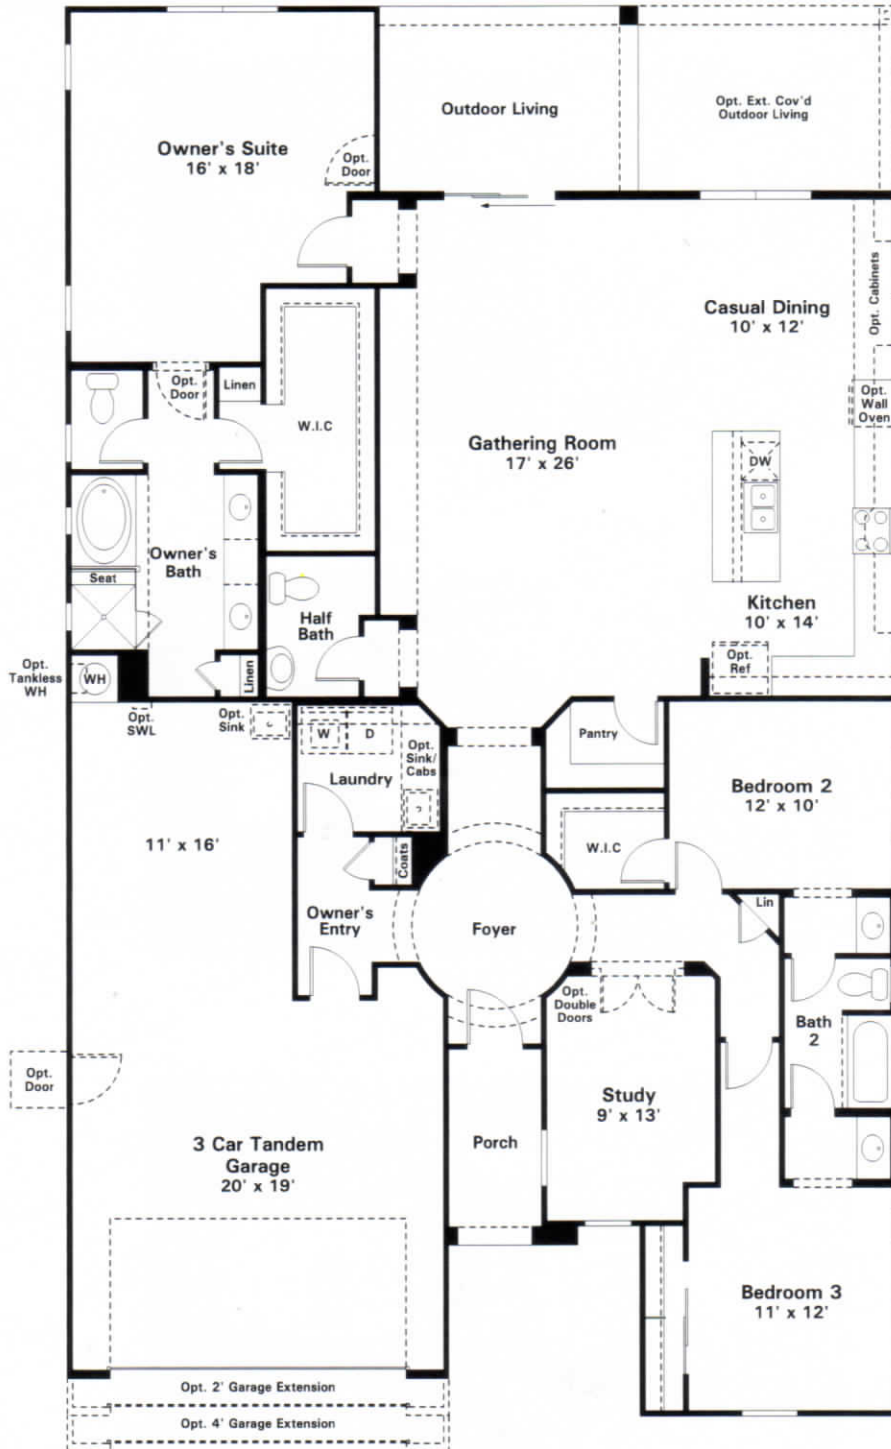 Outdoor Living
Opt. Ext. Cov'd
Outdoor Living
Owner's Suite
16' x 18'
Opt.
Door
Opt. Cabinets
Casual Dining
10' x 12'
Opt.
Door
Linen
W.I.C
Opt.
Wall
Oven
Gathering Room
17' x 26'
DW
Owner's
Bath
Seat
Half
Bath
Kitchen
10' x 14'
Opt.
Tankless
WH
WH
Linen
Opt.
Ref
Opt.
SWL
Opt.
Sink
W
D
Opt.
Sink/
Cabs
Laundry
Pantry
Bedroom 2
12' x 10'
11' x 16'
Coats
W.I.C
Owner's
Entry
Foyer
Lin
Opt.
Double
Doors
Bath
2
Opt.
Door
Study
9' x 13'
3 Car Tandem
Garage
20' x 19'
Porch
Bedroom 3
11' x 12'
Opt. 2' Garage Extension
Opt. 4' Garage Extension